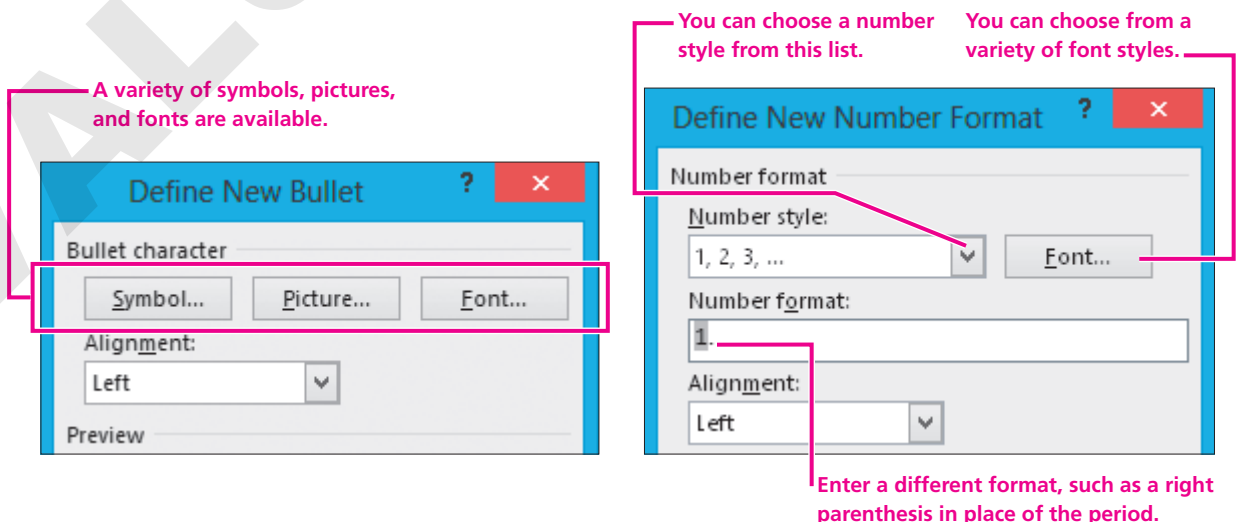 You can choose a number
style from this list.
You can choose from a
variety of font styles.
A variety of symbols, pictures,
and fonts are available.
Define New Bullet ? ×
Bullet character
Symbol... Picture... Font...
Alignment:
Left
Preview
Define New Number Format ? ×
Number format
Number style:
1, 2, 3, ... Font...
Number format:
1.
Alignment:
Left
Enter a different format, such as a right
parenthesis in place of the period.